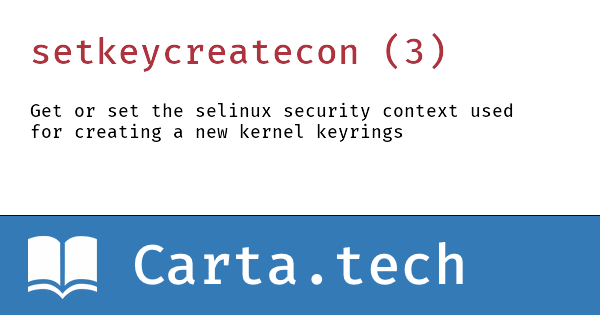 setkeycreatecon (3)
Get or set the selinux security context used
for creating a new kernel keyrings
Carta.tech